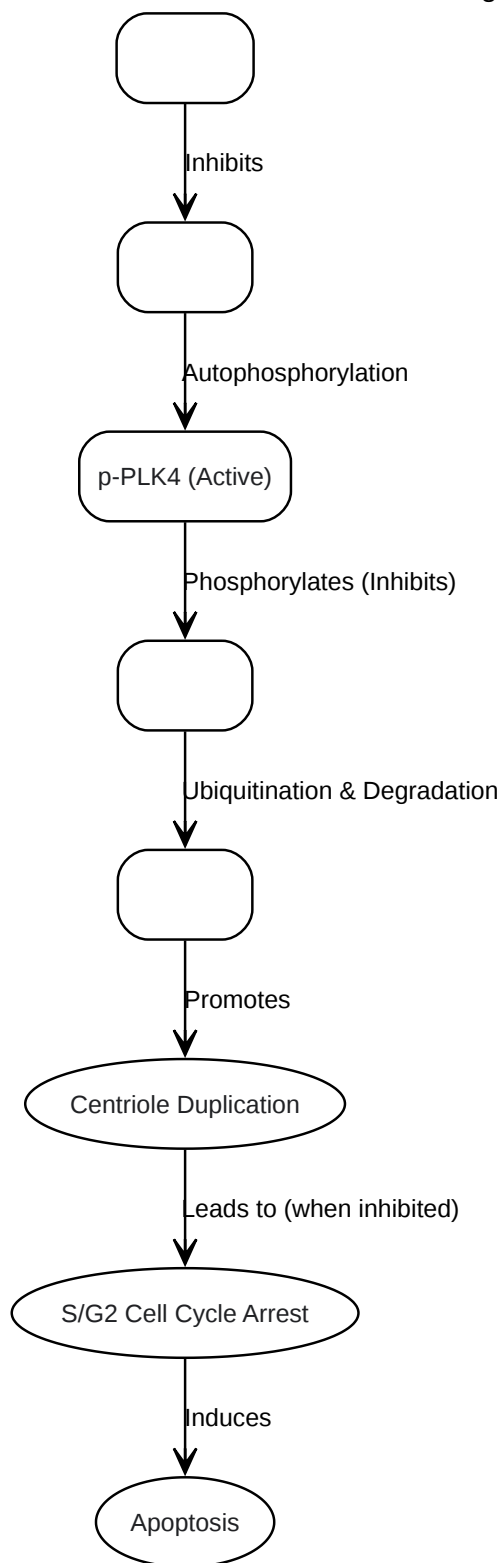 Inhibits
Autophosphorylation
p-PLK4 (Active)
Phosphorylates (Inhibits)
Ubiquitination & Degradation
Promotes
Centriole Duplication
Leads to (when inhibited)
S/G2 Cell Cycle Arrest
Induces
Apoptosis